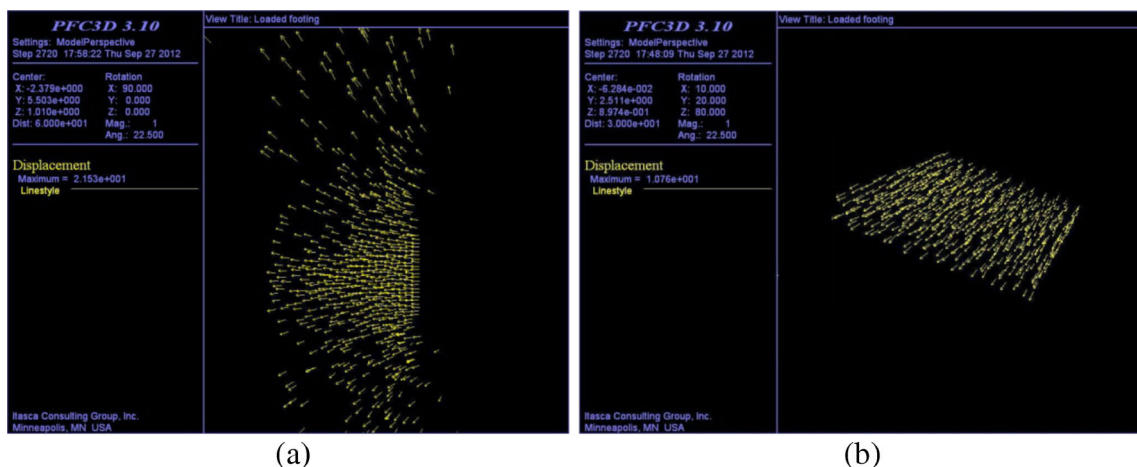 PFC3D 3.10
Settings: ModelPerspective
Step 2720 17:58:22 Thu Sep 27 2012
Center: Rotation
X: -2.379e+000 X: 90.000
Y: 5.503e+000 Y: 0.000
Z: 1.010e+000 Z: 0.000
Dist: 6.000e+001 Mag.: 1
Ang.: 22.500
Displacement
Maximum = 2.153e+001
Linestyle
Itasca Consulting Group, Inc.
Minneapolis, MN USA
View Title: Loaded footing
(a)
PFC3D 3.10
Settings: ModelPerspective
Step 2720 17:48:09 Thu Sep 27 2012
Center: Rotation
X: -6.284e-002 X: 10.000
Y: 2.511e+000 Y: 20.000
Z: 8.974e-001 Z: 80.000
Dist: 3.000e+001 Mag.: 1
Ang.: 22.500
Displacement
Maximum = 1.076e+001
Linestyle
Itasca Consulting Group, Inc.
Minneapolis, MN USA
View Title: Loaded footing
(b)